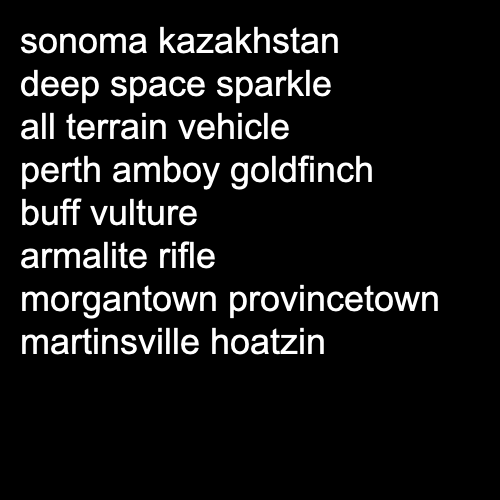 sonoma kazakhstan
deep space sparkle
all terrain vehicle
perth amboy goldfinch
buff vulture
armalite rifle
morgantown provincetown
martinsville hoatzin